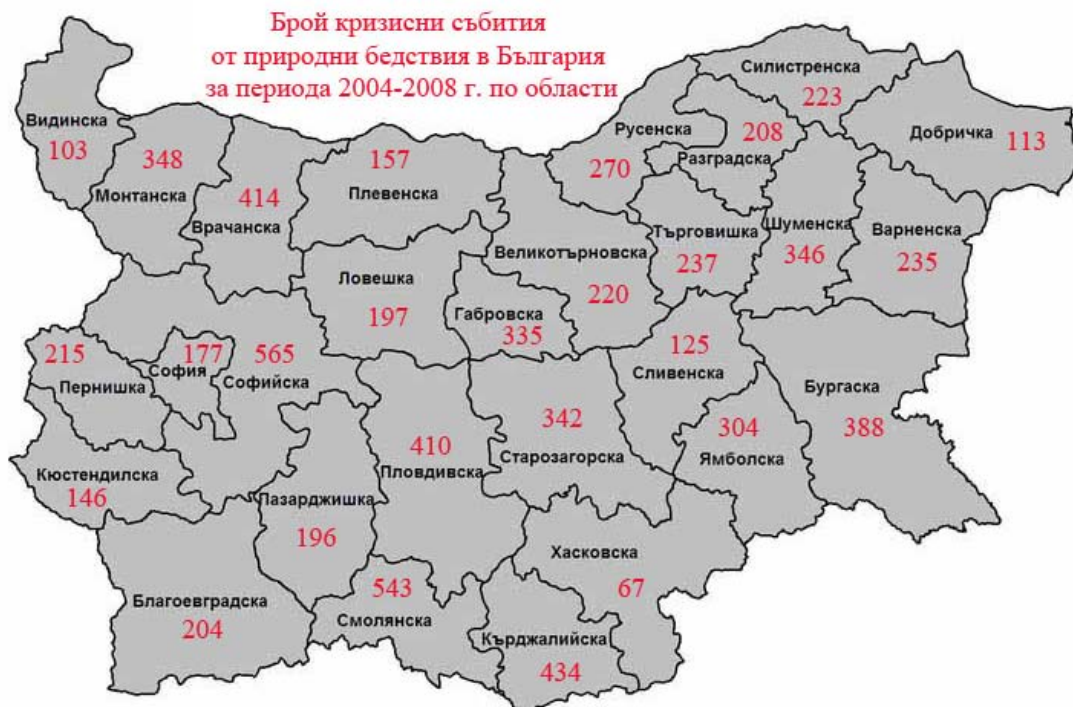 Брой кризисни събития
от природни бедствия в България
за периода 2004-2008 г. по области
Силистренска
223
Видинска
103
Русенска
270
208
Разградска
Добричка
113
348
Монтанска
414
Врачанска
157
Плевенска
Великотърновска
220
Търговишка
237
Шуменска
346
Варненска
235
Ловешка
197
Габровска
335
215
Пернишка
177
София
565
Софийска
125
Сливенска
Бургаска
388
342
Старозагорска
304
Ямболска
410
Пловдивска
Кюстендилска
146
Пазарджишка
196
Хасковска
67
543
Смолянска
Благоевградска
204
Кърджалийска
434